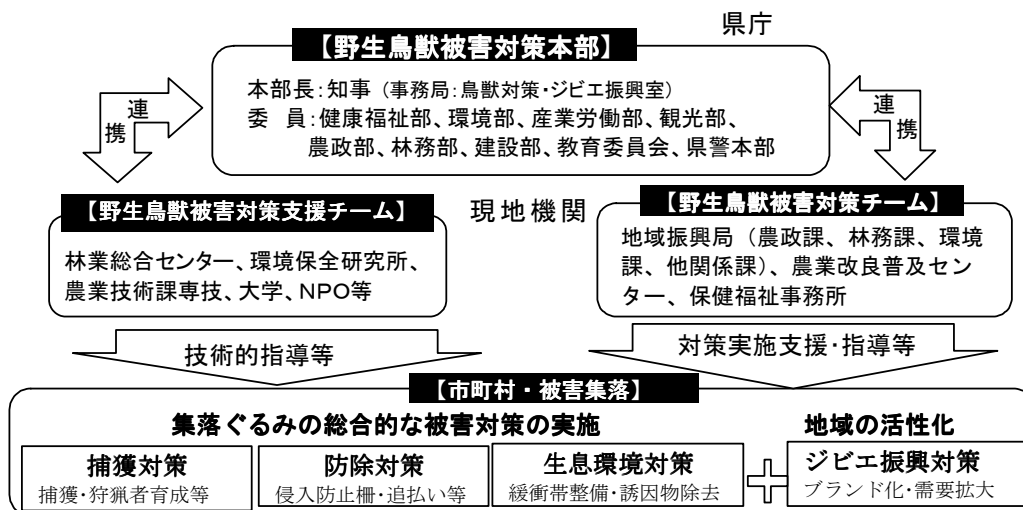 県庁
【野生鳥獣被害対策本部】
本部長:知事(事務局:鳥獣対策・ジビエ振興室)
委 員:健康福祉部、環境部、産業労働部、観光部、
農政部、林務部、建設部、教育委員会、県警本部
連携
連携
【野生鳥獣被害対策支援チーム】
林業総合センター、環境保全研究所、
農業技術課専技、大学、NPO等
現地機関
【野生鳥獣被害対策チーム】
地域振興局(農政課、林務課、環境
課、他関係課)、農業改良普及セン
ター、保健福祉事務所
技術的指導等
対策実施支援・指導等
【市町村・被害集落】
集落ぐるみの総合的な被害対策の実施
地域の活性化
捕獲対策
捕獲・狩猟者育成等
防除対策
侵入防止柵・追払い等
生息環境対策
緩衝帯整備・誘因物除去
ジビエ振興対策
ブランド化・需要拡大